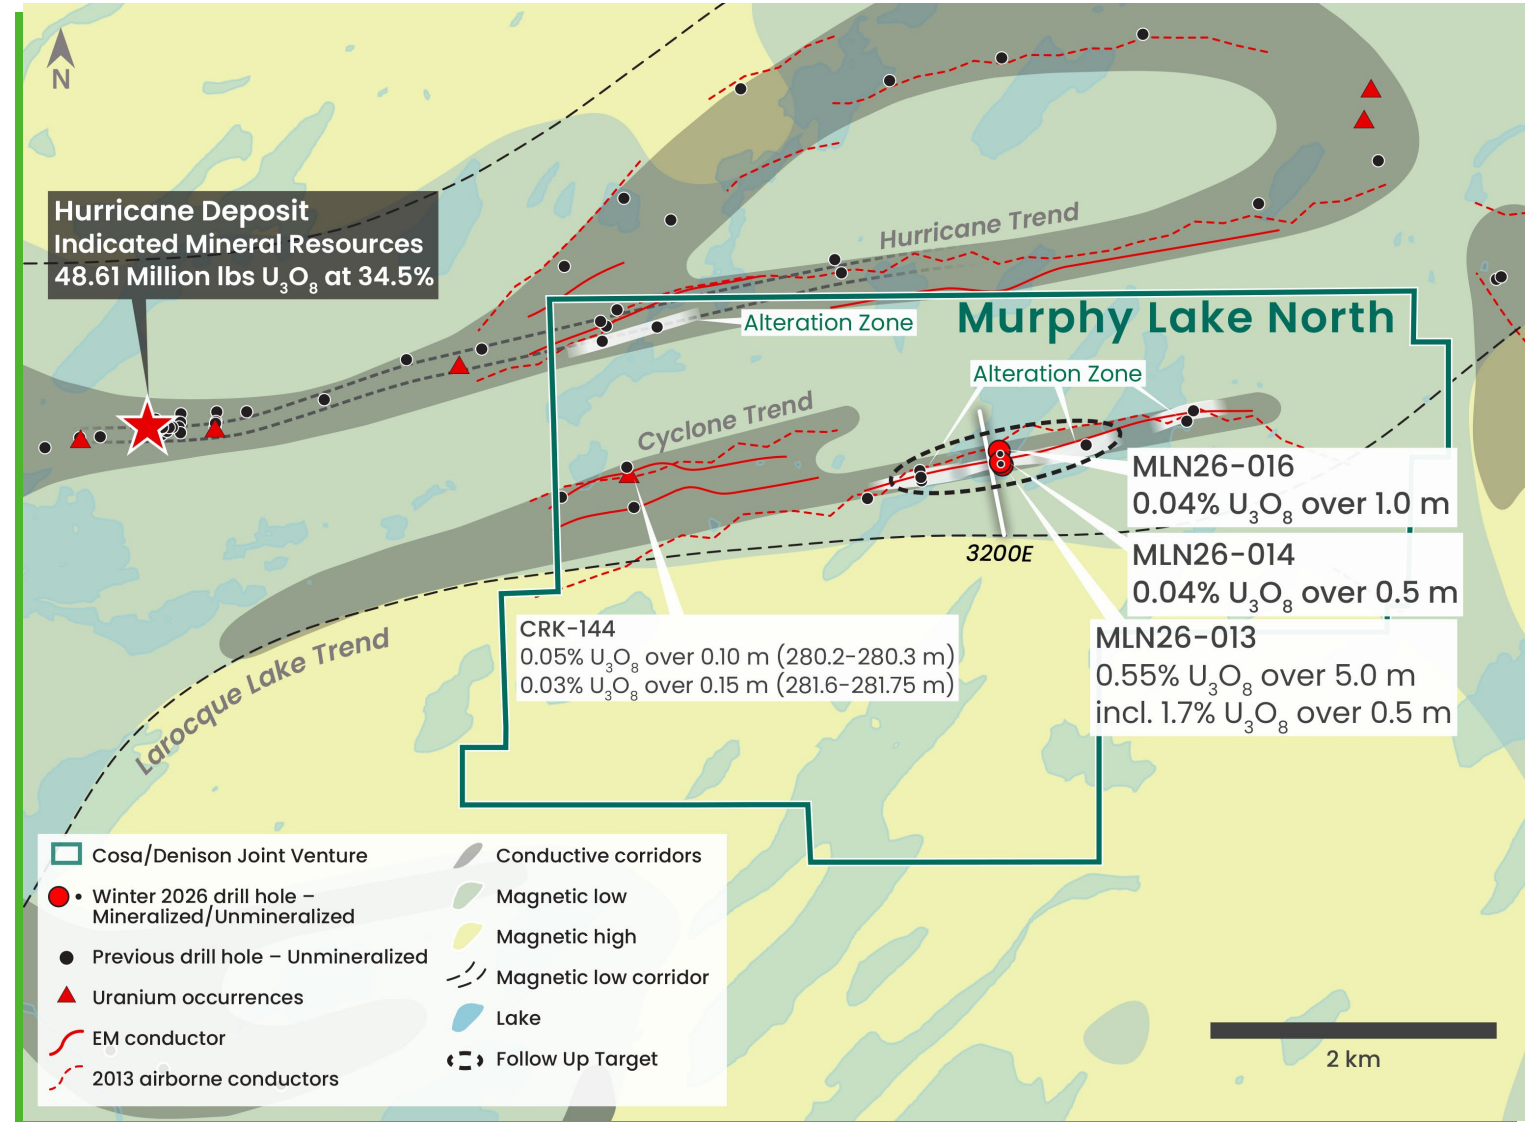 N
Hurricane Deposit
Indicated Mineral Resources
48.61 Million lbs U₃O₈ at 34.5%
Hurricane Trend
Alteration Zone
Murphy Lake North
Alteration Zone
Cyclone Trend
MLN26-016
0.04% U₃O₈ over 1.0 m
3200E
MLN26-014
0.04% U₃O₈ over 0.5 m
CRK-144
0.05% U₃O₈ over 0.10 m (280.2-280.3 m)
0.03% U₃O₈ over 0.15 m (281.6-281.75 m)
MLN26-013
0.55% U₃O₈ over 5.0 m
incl. 1.7% U₃O₈ over 0.5 m
Larocque Lake Trend
Cosa/Denison Joint Venture
Winter 2026 drill hole –
Mineralized/Unmineralized
Previous drill hole – Unmineralized
Uranium occurrences
EM conductor
2013 airborne conductors
Conductive corridors
Magnetic low
Magnetic high
Magnetic low corridor
Lake
Follow Up Target
2 km